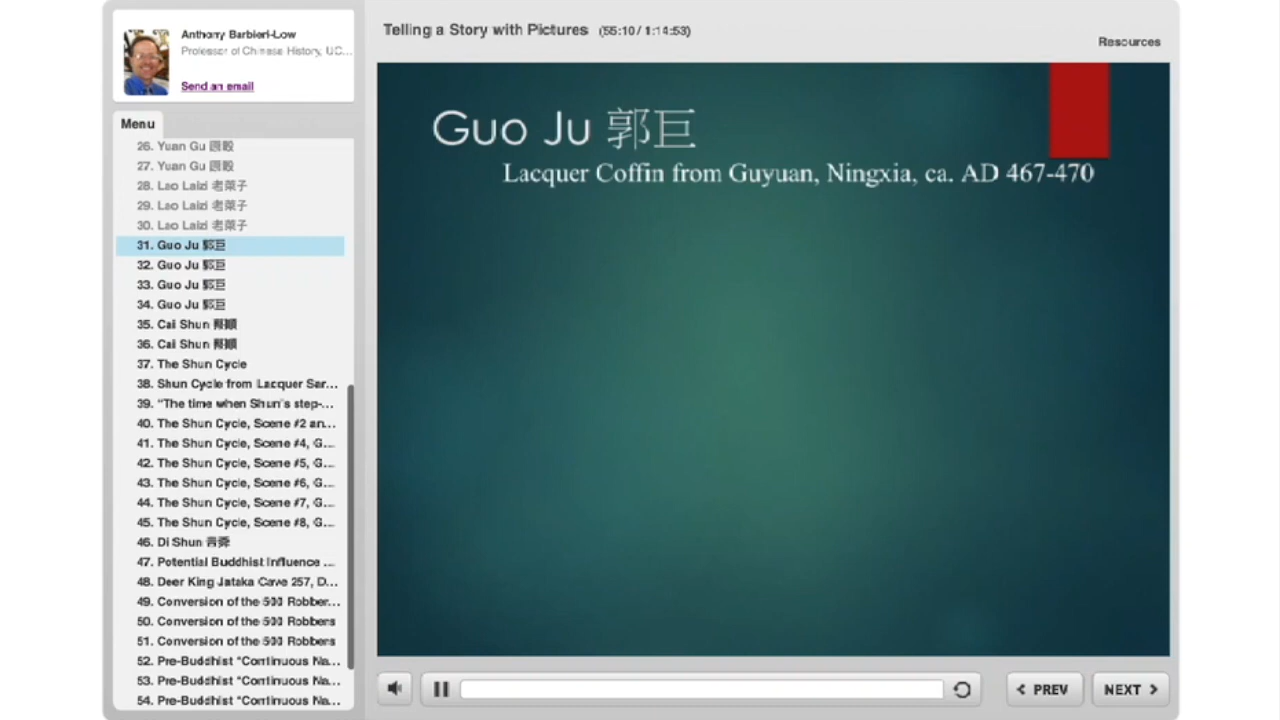 Anthony Barbieri-Low
Professor of Chinese History, UC...
Send an email
Telling a Story with Pictures (55:10 / 1:14:53)
Resources
Menu
26. Yuan Gu 原穀
27. Yuan Gu 原穀
28. Lao Laizi 老萊子
29. Lao Laizi 老萊子
30. Lao Laizi 老萊子
31. Guo Ju 郭巨
32. Guo Ju 郭巨
33. Guo Ju 郭巨
34. Guo Ju 郭巨
35. Cai Shun 蔡順
36. Cai Shun 蔡順
37. The Shun Cycle
38. Shun Cycle from Lacquer Sar...
39. "The time when Shun's step-...
40. The Shun Cycle, Scene #2 an...
41. The Shun Cycle, Scene #4, G...
42. The Shun Cycle, Scene #5, G...
43. The Shun Cycle, Scene #6, G...
44. The Shun Cycle, Scene #7, G...
45. The Shun Cycle, Scene #8, G...
46. Di Shun 帝舜
47. Potential Buddhist Influence ...
48. Deer King Jataka Cave 257, D...
49. Conversion of the 500 Robber...
50. Conversion of the 500 Robbers
51. Conversion of the 500 Robbers
52. Pre-Buddhist "Continuous Na...
53. Pre-Buddhist "Continuous Na...
54. Pre-Buddhist "Continuous Na...
Guo Ju 郭巨
Lacquer Coffin from Guyuan, Ningxia, ca. AD 467-470
PREV
NEXT